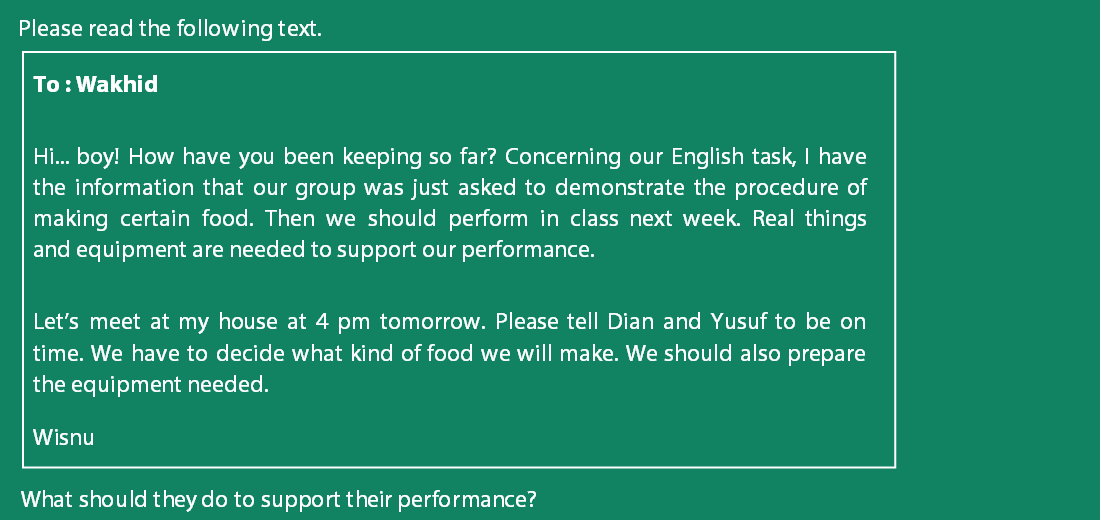 Please read the following text.
To : Wakhid
Hi... boy! How have you been keeping so far? Concerning our English task, I have
the information that our group was just asked to demonstrate the procedure of
making certain food. Then we should perform in class next week. Real things
and equipment are needed to support our performance.
Let’s meet at my house at 4 pm tomorrow. Please tell Dian and Yusuf to be on
time. We have to decide what kind of food we will make. We should also prepare
the equipment needed.
Wisnu
What should they do to support their performance?